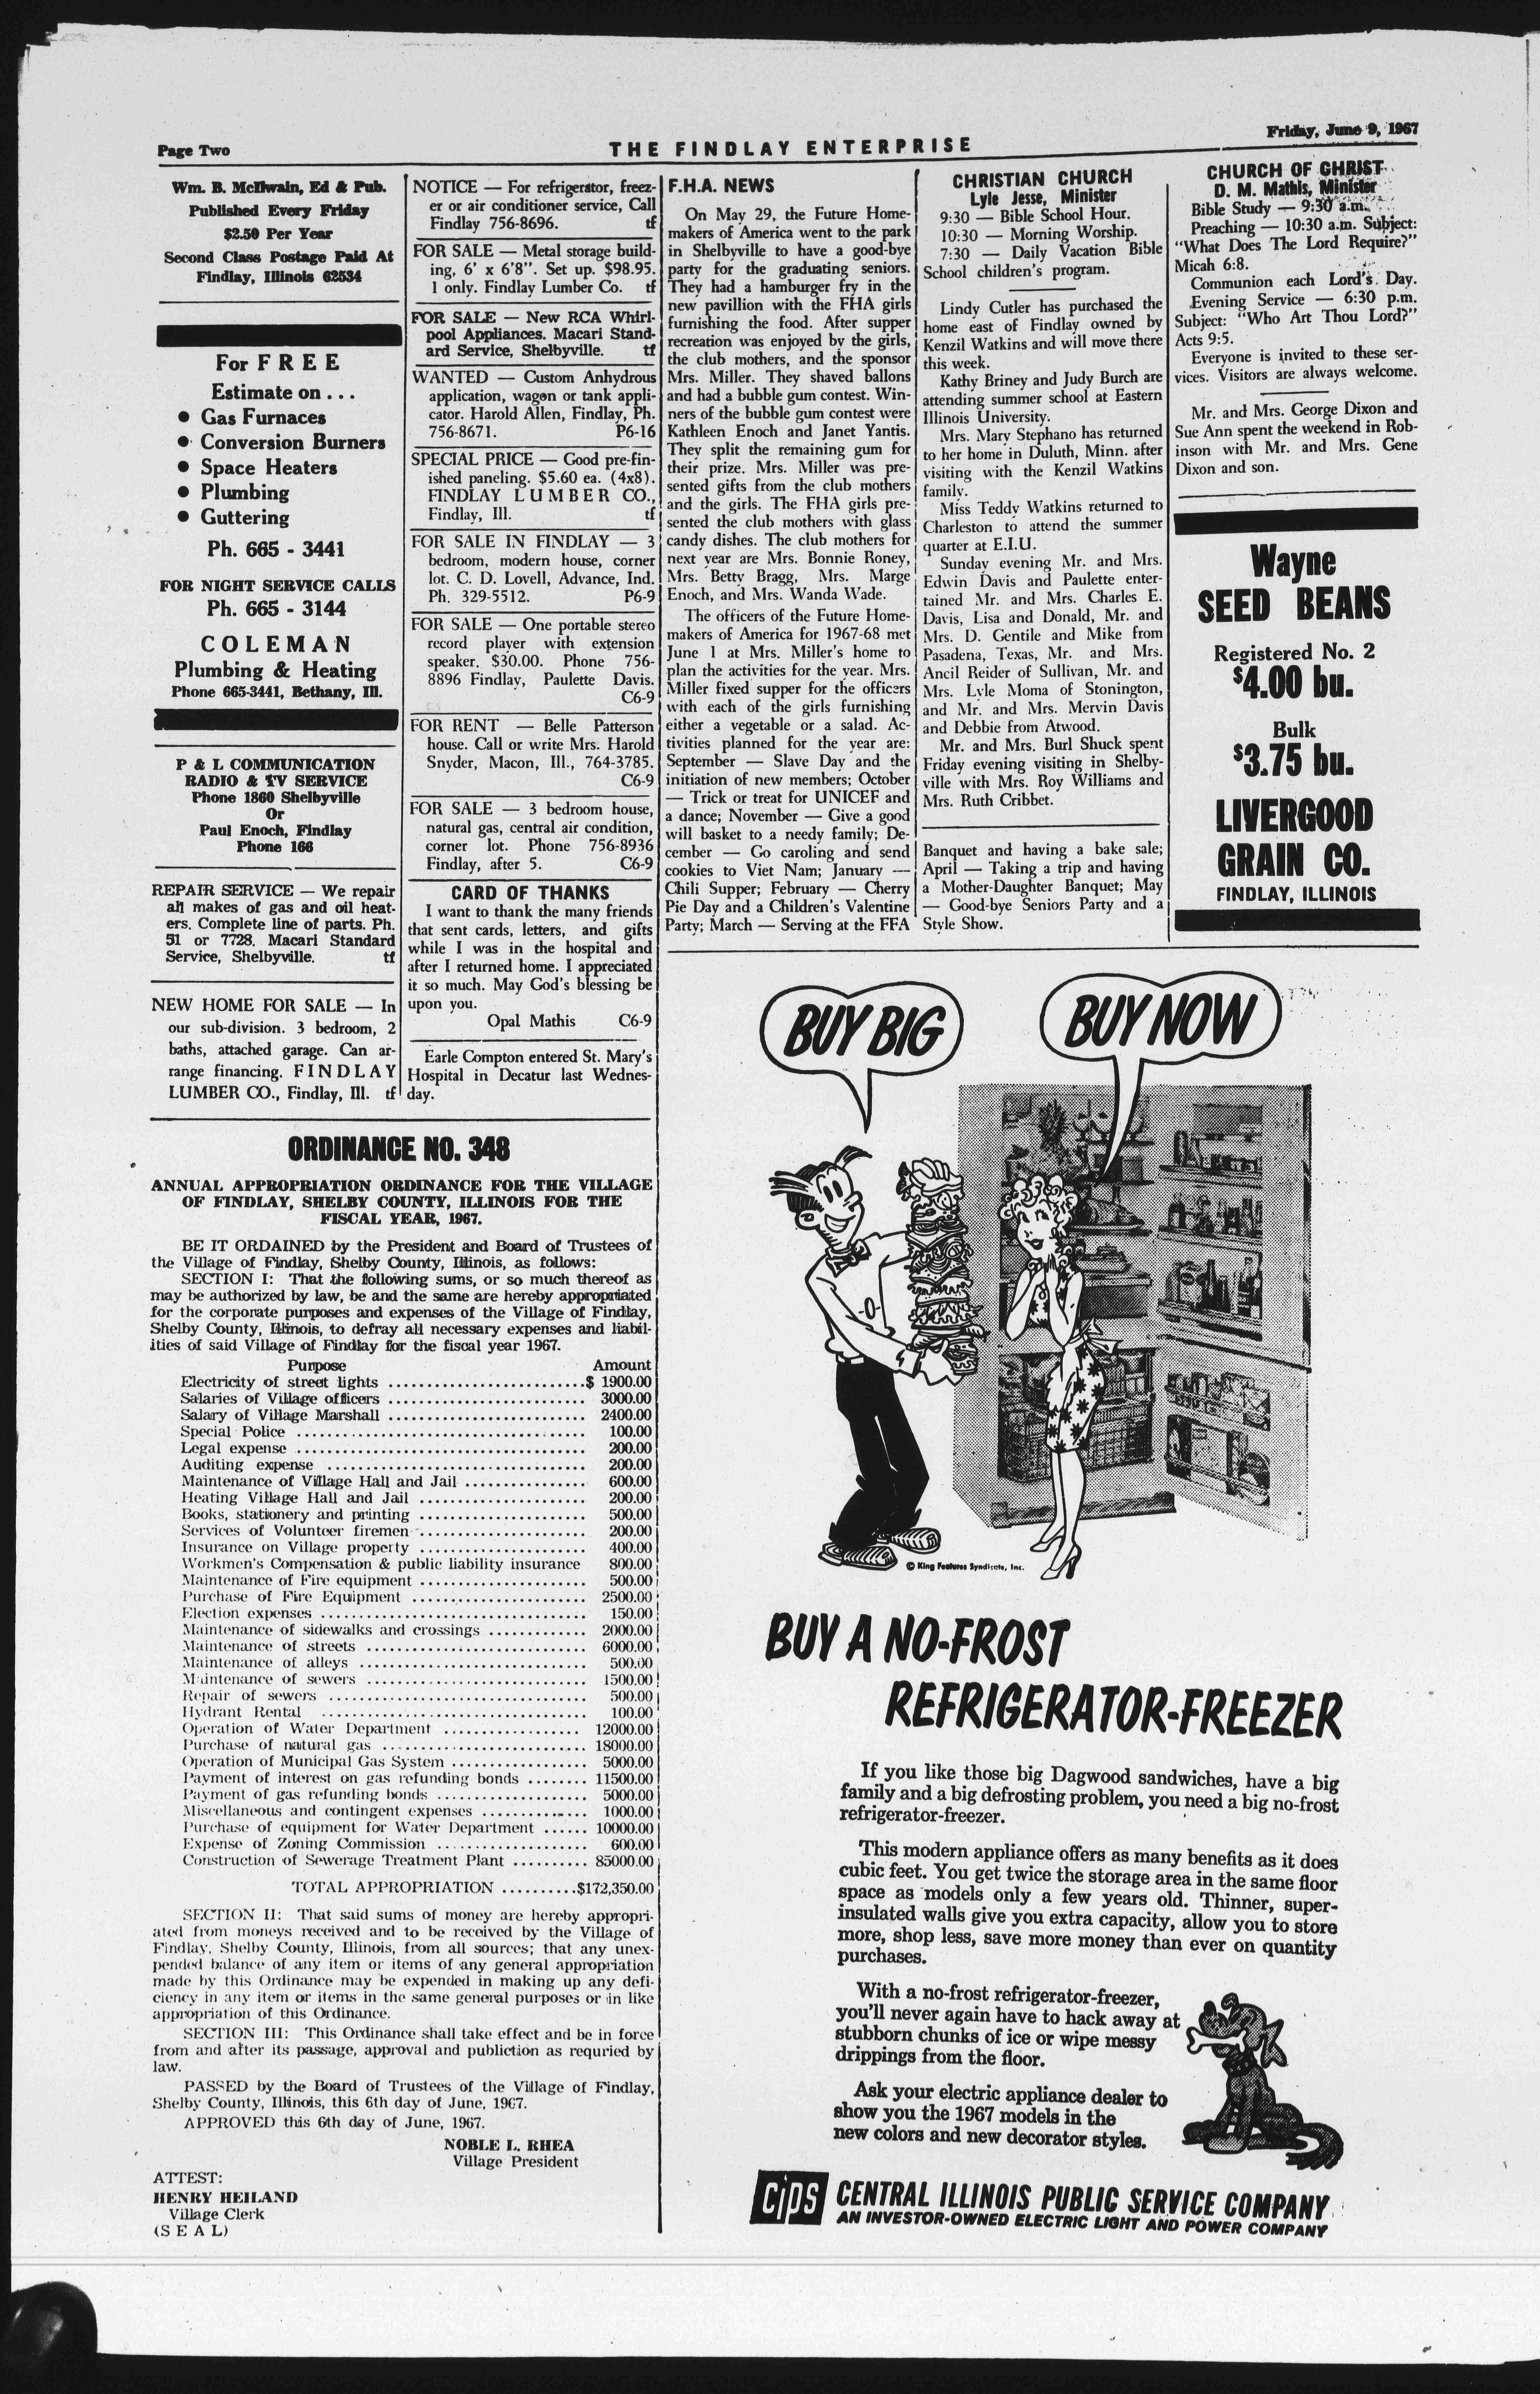 Page Two
THE FINDLAY ENTERPRISE
Friday, June 9, 1967
Wm. B. McIlwain, Ed & Pub.
Published Every Friday
$2.50 Per Year
Second Class Postage Paid At
Findlay, Illinois 62534
For FREE
Estimate on . . .
● Gas Furnaces
● Conversion Burners
● Space Heaters
● Plumbing
● Guttering
Ph. 665 - 3441
FOR NIGHT SERVICE CALLS
Ph. 665 - 3144
COLEMAN
Plumbing & Heating
Phone 665-3441, Bethany, Ill.
P & L COMMUNICATION
RADIO & TV SERVICE
Phone 1860 Shelbyville
Or
Paul Enoch, Findlay
Phone 166
REPAIR SERVICE — We repair
all makes of gas and oil heat-
ers. Complete line of parts. Ph.
51 or 7728. Macari Standard
Service, Shelbyville. tf
NEW HOME FOR SALE — In
our sub-division. 3 bedroom, 2
baths, attached garage. Can ar-
range financing. FINDLAY
LUMBER CO., Findlay, Ill. tf
NOTICE — For refrigerator, freez-
er or air conditioner service, Call
Findlay 756-8696. tf
FOR SALE — Metal storage build-
ing, 6' x 6'8". Set up. $98.95.
1 only. Findlay Lumber Co. tf
FOR SALE — New RCA Whirl-
pool Appliances. Macari Stand-
ard Service, Shelbyville. tf
WANTED — Custom Anhydrous
application, wagon or tank appli-
cator. Harold Allen, Findlay, Ph.
756-8671. P6-16
SPECIAL PRICE — Good pre-fin-
ished paneling. $5.60 ea. (4x8).
FINDLAY LUMBER CO.,
Findlay, Ill. tf
FOR SALE IN FINDLAY — 3
bedroom, modern house, corner
lot. C. D. Lovell, Advance, Ind.
Ph. 329-5512. P6-9
FOR SALE — One portable stereo
record player with extension
speaker. $30.00. Phone 756-
8896 Findlay, Paulette Davis.
C6-9
FOR RENT — Belle Patterson
house. Call or write Mrs. Harold
Snyder, Macon, Ill., 764-3785.
C6-9
FOR SALE — 3 bedroom house,
natural gas, central air condition,
corner lot. Phone 756-8936
Findlay, after 5. C6-9
CARD OF THANKS
I want to thank the many friends
that sent cards, letters, and gifts
while I was in the hospital and
after I returned home. I appreciated
it so much. May God's blessing be
upon you.
Opal Mathis C6-9
Earle Compton entered St. Mary's
Hospital in Decatur last Wednes-
day.
ORDINANCE NO. 348
ANNUAL APPROPRIATION ORDINANCE FOR THE VILLAGE
OF FINDLAY, SHELBY COUNTY, ILLINOIS FOR THE
FISCAL YEAR, 1967.
BE IT ORDAINED by the President and Board of Trustees of
the Village of Findlay, Shelby County, Illinois, as follows:
SECTION I: That the following sums, or so much thereof as
may be authorized by law, be and the same are hereby appropriated
for the corporate purposes and expenses of the Village of Findlay,
Shelby County, Illinois, to defray all necessary expenses and liabil-
ities of said Village of Findlay for the fiscal year 1967.
Purpose Amount
Electricity of street lights ..........$ 1900.00
Salaries of Village officers .......... 3000.00
Salary of Village Marshall .......... 2400.00
Special Police .......... 100.00
Legal expense .......... 200.00
Auditing expense .......... 200.00
Maintenance of Village Hall and Jail .......... 600.00
Heating Village Hall and Jail .......... 200.00
Books, stationery and printing .......... 500.00
Services of Volunteer firemen .......... 200.00
Insurance on Village property .......... 400.00
Workmen's Compensation & public liability insurance 800.00
Maintenance of Fire equipment .......... 500.00
Purchase of Fire Equipment .......... 2500.00
Election expenses .......... 150.00
Maintenance of sidewalks and crossings .......... 2000.00
Maintenance of streets .......... 6000.00
Maintenance of alleys .......... 500.00
Maintenance of sewers .......... 1500.00
Repair of sewers .......... 500.00
Hydrant Rental .......... 100.00
Operation of Water Department .......... 12000.00
Purchase of natural gas .......... 18000.00
Operation of Municipal Gas System .......... 5000.00
Payment of interest on gas refunding bonds ........ 11500.00
Payment of gas refunding bonds .......... 5000.00
Miscellaneous and contingent expenses .......... 1000.00
Purchase of equipment for Water Department ...... 10000.00
Expense of Zoning Commission .......... 600.00
Construction of Sewerage Treatment Plant .......... 85000.00
TOTAL APPROPRIATION ..........$172,350.00
SECTION II: That said sums of money are hereby appropri-
ated from moneys received and to be received by the Village of
Findlay, Shelby County, Illinois, from all sources; that any unex-
pended balance of any item or items of any general appropriation
made by this Ordinance may be expended in making up any defi-
ciency in any item or items in the same general purposes or in like
appropriation of this Ordinance.
SECTION III: This Ordinance shall take effect and be in force
from and after its passage, approval and publiction as requried by
law.
PASSED by the Board of Trustees of the Village of Findlay,
Shelby County, Illinois, this 6th day of June, 1967.
APPROVED this 6th day of June, 1967.
NOBLE L. RHEA
Village President
ATTEST:
HENRY HEILAND
Village Clerk
(S E A L)
F.H.A. NEWS
On May 29, the Future Home-
makers of America went to the park
in Shelbyville to have a good-bye
party for the graduating seniors.
They had a hamburger fry in the
new pavillion with the FHA girls
furnishing the food. After supper
recreation was enjoyed by the girls,
the club mothers, and the sponsor
Mrs. Miller. They shaved ballons
and had a bubble gum contest. Win-
ners of the bubble gum contest were
Kathleen Enoch and Janet Yantis.
They split the remaining gum for
their prize. Mrs. Miller was pre-
sented gifts from the club mothers
and the girls. The FHA girls pre-
sented the club mothers with glass
candy dishes. The club mothers for
next year are Mrs. Bonnie Roney,
Mrs. Betty Bragg, Mrs. Marge
Enoch, and Mrs. Wanda Wade.
The officers of the Future Home-
makers of America for 1967-68 met
June 1 at Mrs. Miller's home to
plan the activities for the year. Mrs.
Miller fixed supper for the officers
with each of the girls furnishing
either a vegetable or a salad. Ac-
tivities planned for the year are:
September — Slave Day and the
initiation of new members; October
— Trick or treat for UNICEF and
a dance; November — Give a good
will basket to a needy family; De-
cember — Go caroling and send
cookies to Viet Nam; January —
Chili Supper; February — Cherry
Pie Day and a Children's Valentine
Party; March — Serving at the FFA
CHRISTIAN CHURCH
Lyle Jesse, Minister
9:30 — Bible School Hour.
10:30 — Morning Worship.
7:30 — Daily Vacation Bible
School children's program.
Lindy Cutler has purchased the
home east of Findlay owned by
Kenzil Watkins and will move there
this week.
Kathy Briney and Judy Burch are
attending summer school at Eastern
Illinois University.
Mrs. Mary Stephano has returned
to her home in Duluth, Minn. after
visiting with the Kenzil Watkins
family.
Miss Teddy Watkins returned to
Charleston to attend the summer
quarter at E.I.U.
Sunday evening Mr. and Mrs.
Edwin Davis and Paulette enter-
tained Mr. and Mrs. Charles E.
Davis, Lisa and Donald, Mr. and
Mrs. D. Gentile and Mike from
Pasadena, Texas, Mr. and Mrs.
Ancil Reider of Sullivan, Mr. and
Mrs. Lyle Moma of Stonington,
and Mr. and Mrs. Mervin Davis
and Debbie from Atwood.
Mr. and Mrs. Burl Shuck spent
Friday evening visiting in Shelby-
ville with Mrs. Roy Williams and
Mrs. Ruth Cribbet.
Banquet and having a bake sale;
April — Taking a trip and having
a Mother-Daughter Banquet; May
— Good-bye Seniors Party and a
Style Show.
CHURCH OF CHRIST
D. M. Mathis, Minister
Bible Study — 9:30 a.m.
Preaching — 10:30 a.m. Subject:
"What Does The Lord Require?"
Micah 6:8.
Communion each Lord's Day.
Evening Service — 6:30 p.m.
Subject: "Who Art Thou Lord?"
Acts 9:5.
Everyone is invited to these ser-
vices. Visitors are always welcome.
Mr. and Mrs. George Dixon and
Sue Ann spent the weekend in Rob-
inson with Mr. and Mrs. Gene
Dixon and son.
Wayne
SEED BEANS
Registered No. 2
$4.00 bu.
Bulk
$3.75 bu.
LIVERGOOD
GRAIN CO.
FINDLAY, ILLINOIS
BUY BIG
BUY NOW
© King Features Syndicate, Inc.
BUY A NO-FROST
REFRIGERATOR-FREEZER
If you like those big Dagwood sandwiches, have a big
family and a big defrosting problem, you need a big no-frost
refrigerator-freezer.
This modern appliance offers as many benefits as it does
cubic feet. You get twice the storage area in the same floor
space as models only a few years old. Thinner, super-
insulated walls give you extra capacity, allow you to store
more, shop less, save more money than ever on quantity
purchases.
With a no-frost refrigerator-freezer,
you'll never again have to hack away at
stubborn chunks of ice or wipe messy
drippings from the floor.
Ask your electric appliance dealer to
show you the 1967 models in the
new colors and new decorator styles.
cips CENTRAL ILLINOIS PUBLIC SERVICE COMPANY
AN INVESTOR-OWNED ELECTRIC LIGHT AND POWER COMPANY